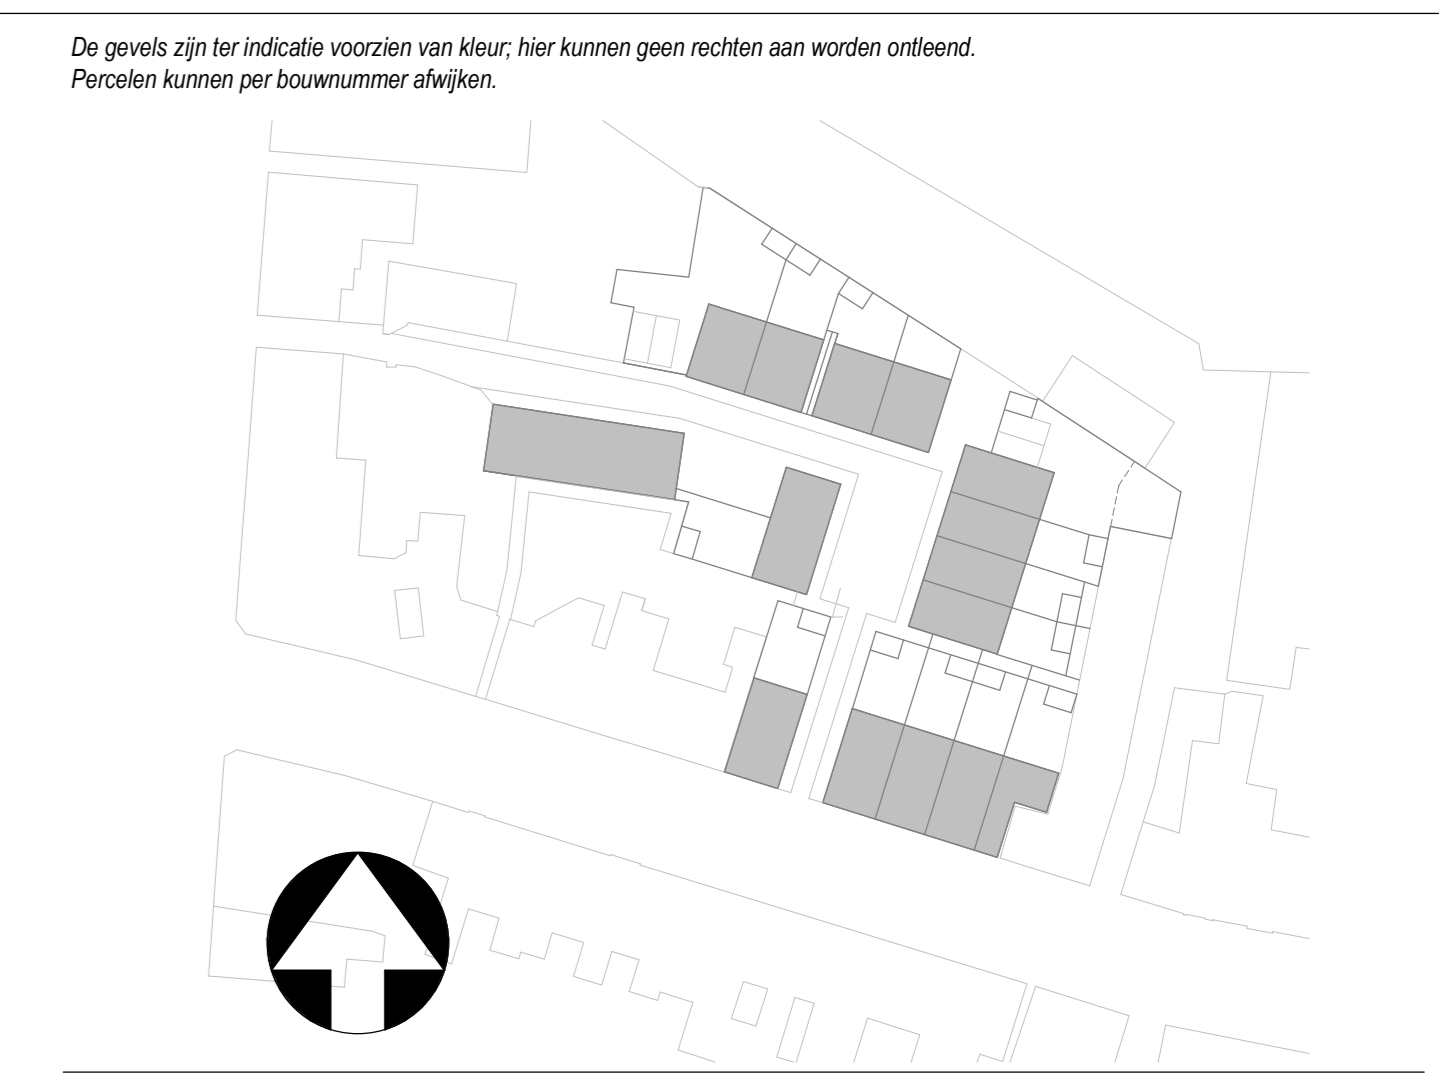 De gevels zijn ter indicatie voorzien van kleur; hier kunnen geen rechten aan worden ontleend.
Percelen kunnen per bouwnummer afwijken.